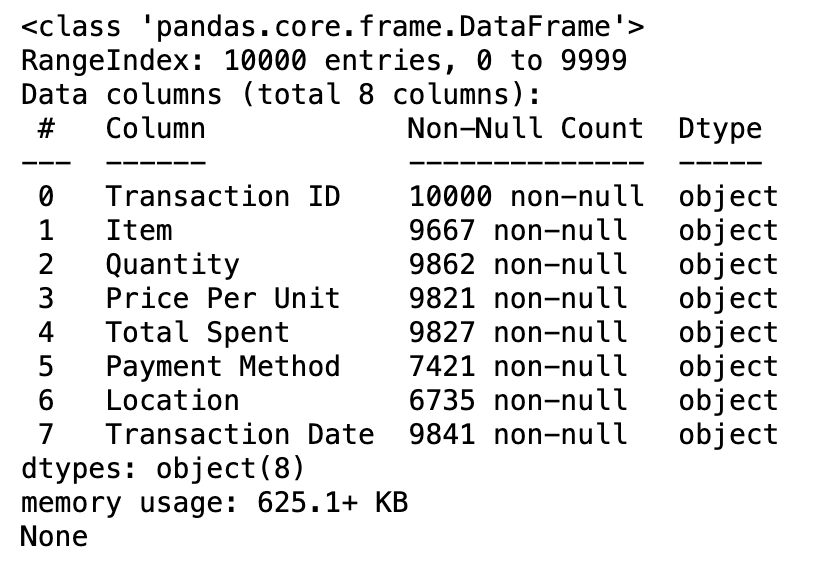 <class 'pandas.core.frame.DataFrame'>
RangeIndex: 10000 entries, 0 to 9999
Data columns (total 8 columns):
 #   Column            Non-Null Count  Dtype
---  ------            --------------  -----
 0   Transaction ID    10000 non-null  object
 1   Item              9667 non-null   object
 2   Quantity          9862 non-null   object
 3   Price Per Unit    9821 non-null   object
 4   Total Spent       9827 non-null   object
 5   Payment Method    7421 non-null   object
 6   Location          6735 non-null   object
 7   Transaction Date  9841 non-null   object
dtypes: object(8)
memory usage: 625.1+ KB
None